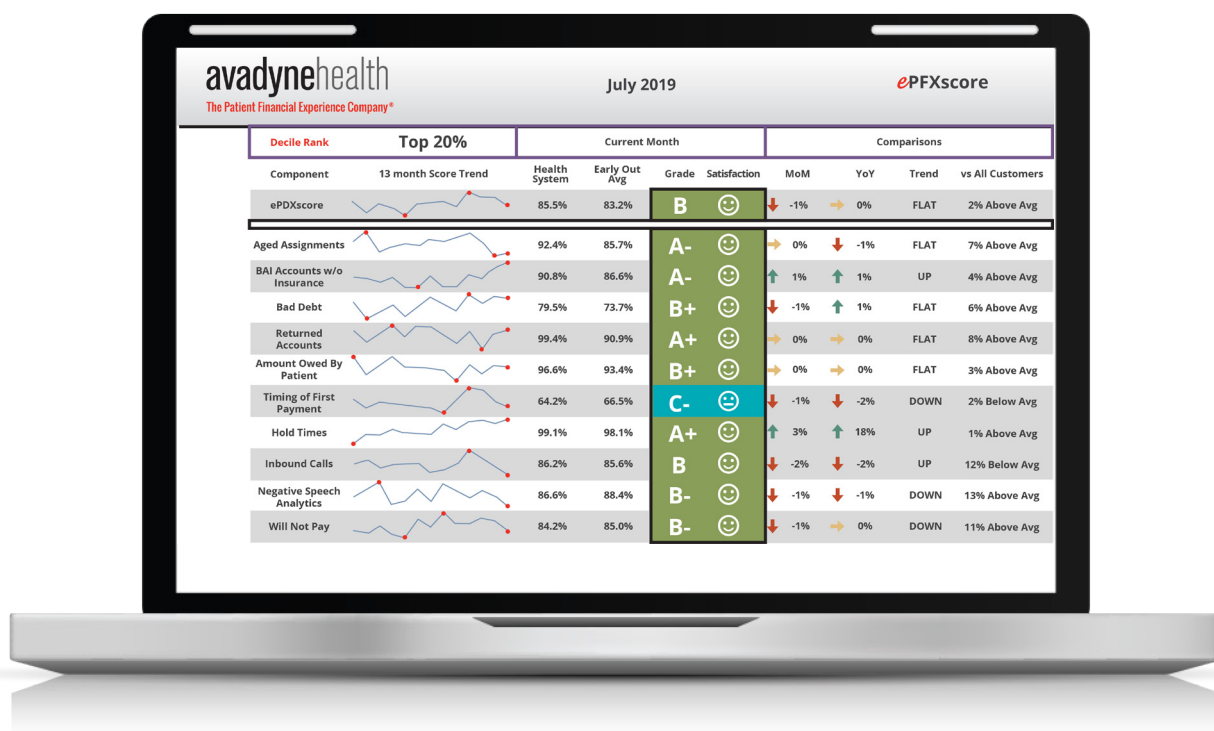 avadynehealth
The Patient Financial Experience Company®
July 2019
ePFXscore
Decile Rank Top 20% Current Month Comparisons
Component 13 month Score Trend Health System Early Out Avg Grade Satisfaction MoM YoY Trend vs All Customers
ePDXscore 85.5% 83.2% B -1% 0% FLAT 2% Above Avg
Aged Assignments 92.4% 85.7% A- 0% -1% FLAT 7% Above Avg
BAI Accounts w/o Insurance 90.8% 86.6% A- 1% 1% UP 4% Above Avg
Bad Debt 79.5% 73.7% B+ -1% 1% FLAT 6% Above Avg
Returned Accounts 99.4% 90.9% A+ 0% 0% FLAT 8% Above Avg
Amount Owed By Patient 96.6% 93.4% B+ 0% 0% FLAT 3% Above Avg
Timing of First Payment 64.2% 66.5% C- -1% -2% DOWN 2% Below Avg
Hold Times 99.1% 98.1% A+ 3% 18% UP 1% Above Avg
Inbound Calls 86.2% 85.6% B -2% -2% UP 12% Below Avg
Negative Speech Analytics 86.6% 88.4% B- -1% -1% DOWN 13% Above Avg
Will Not Pay 84.2% 85.0% B- -1% 0% DOWN 11% Above Avg